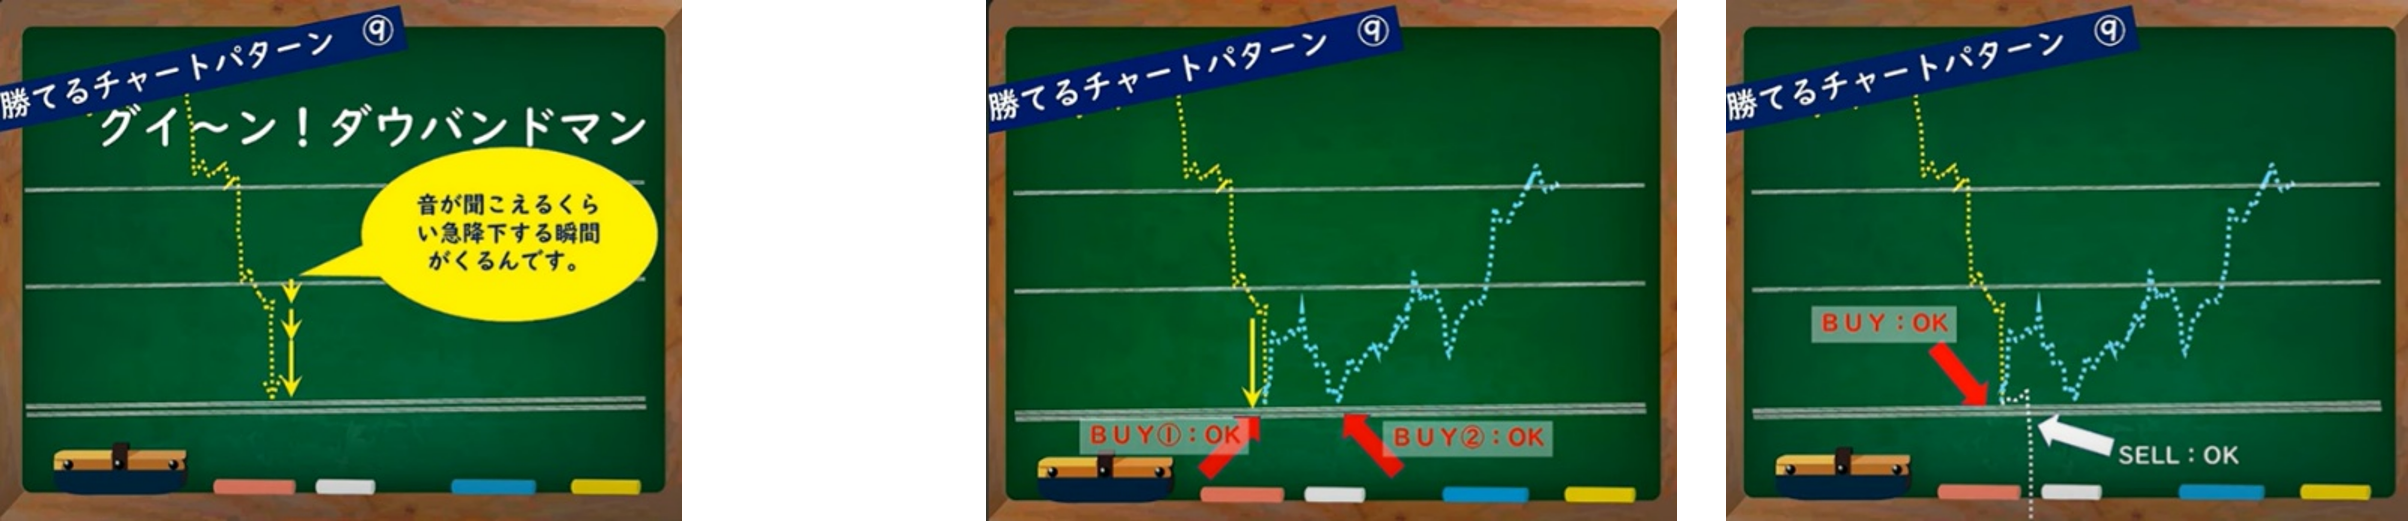 勝てるチャートパターン ⑨
グイ～ン！ダウバンドマン
音が聞こえるくら
い急降下する瞬間
がくるんです。
勝てるチャートパターン ⑨
BUY①：OK
BUY②：OK
勝てるチャートパターン ⑨
BUY：OK
SELL：OK